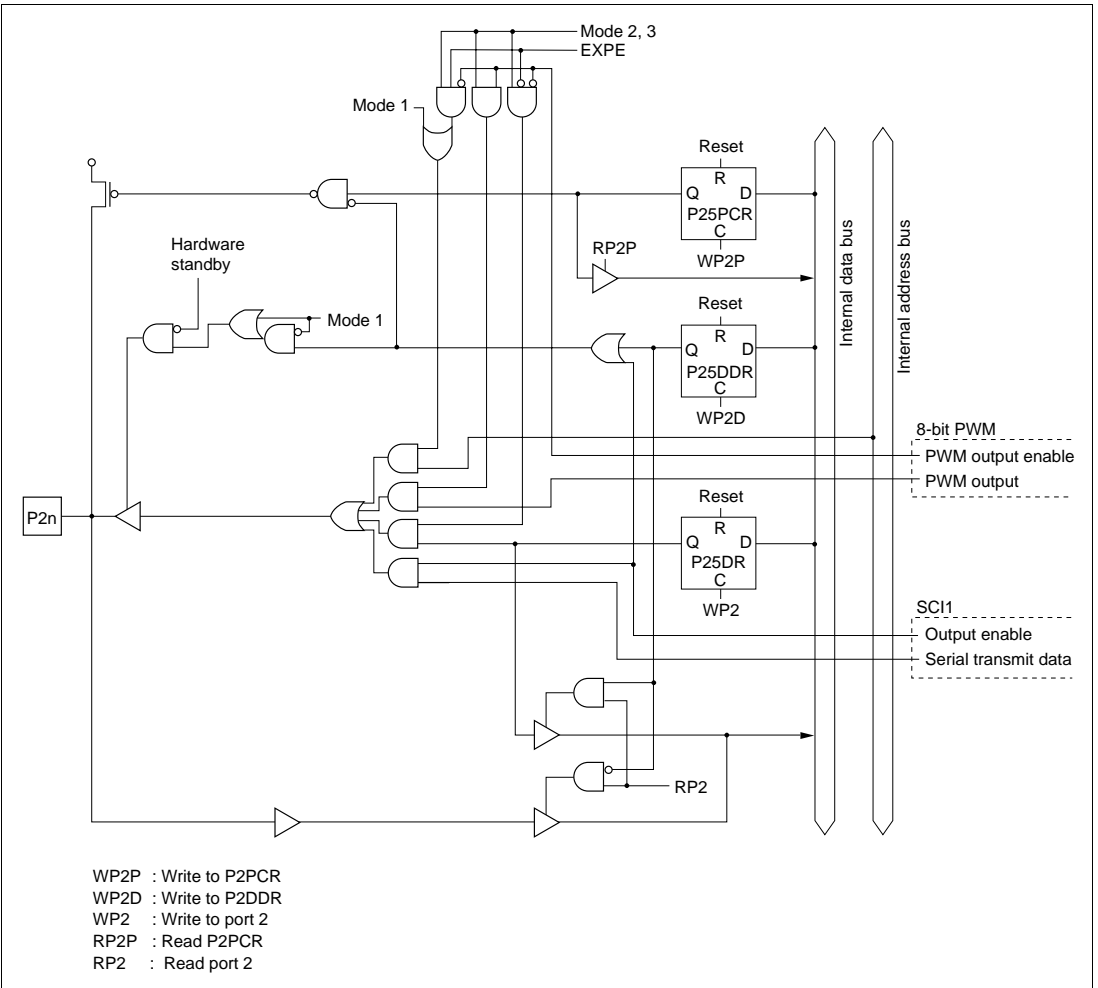 Mode 2, 3
EXPE
Mode 1
Reset
R
Q D
P25PCR
C
WP2P
RP2P
Hardware
standby
Mode 1
Reset
R
Q D
P25DDR
C
WP2D
Internal data bus
Internal address bus
8-bit PWM
PWM output enable
PWM output
P2n
Reset
R
Q D
P25DR
C
WP2
SCI1
Output enable
Serial transmit data
RP2
WP2P : Write to P2PCR
WP2D : Write to P2DDR
WP2 : Write to port 2
RP2P : Read P2PCR
RP2 : Read port 2